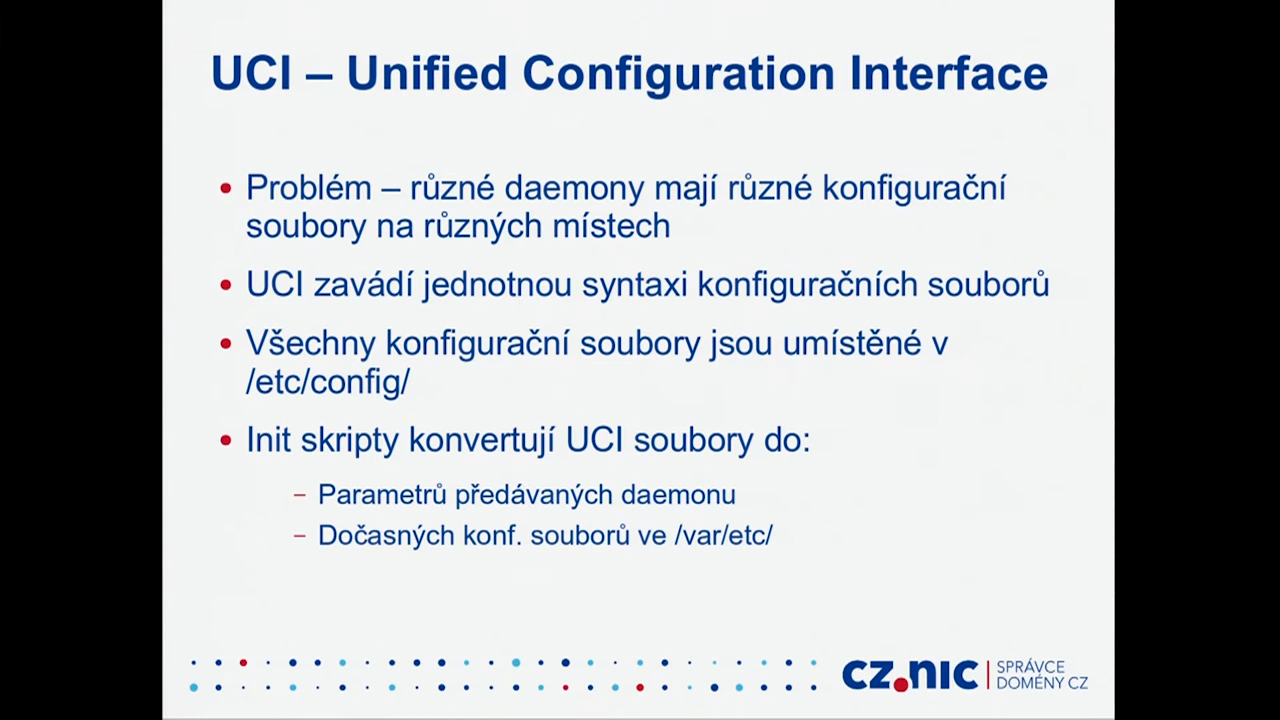 UCI – Unified Configuration Interface
• Problém – různé daemony mají různé konfigurační
soubory na různých místech
• UCI zavádí jednotnou syntaxi konfiguračních souborů
• Všechny konfigurační soubory jsou umístěné v
/etc/config/
• Init skripty konvertují UCI soubory do:
– Parametrů předávaných daemonu
– Dočasných konf. souborů ve /var/etc/
CZ.NIC
SPRÁVCE
DOMÉNY CZ